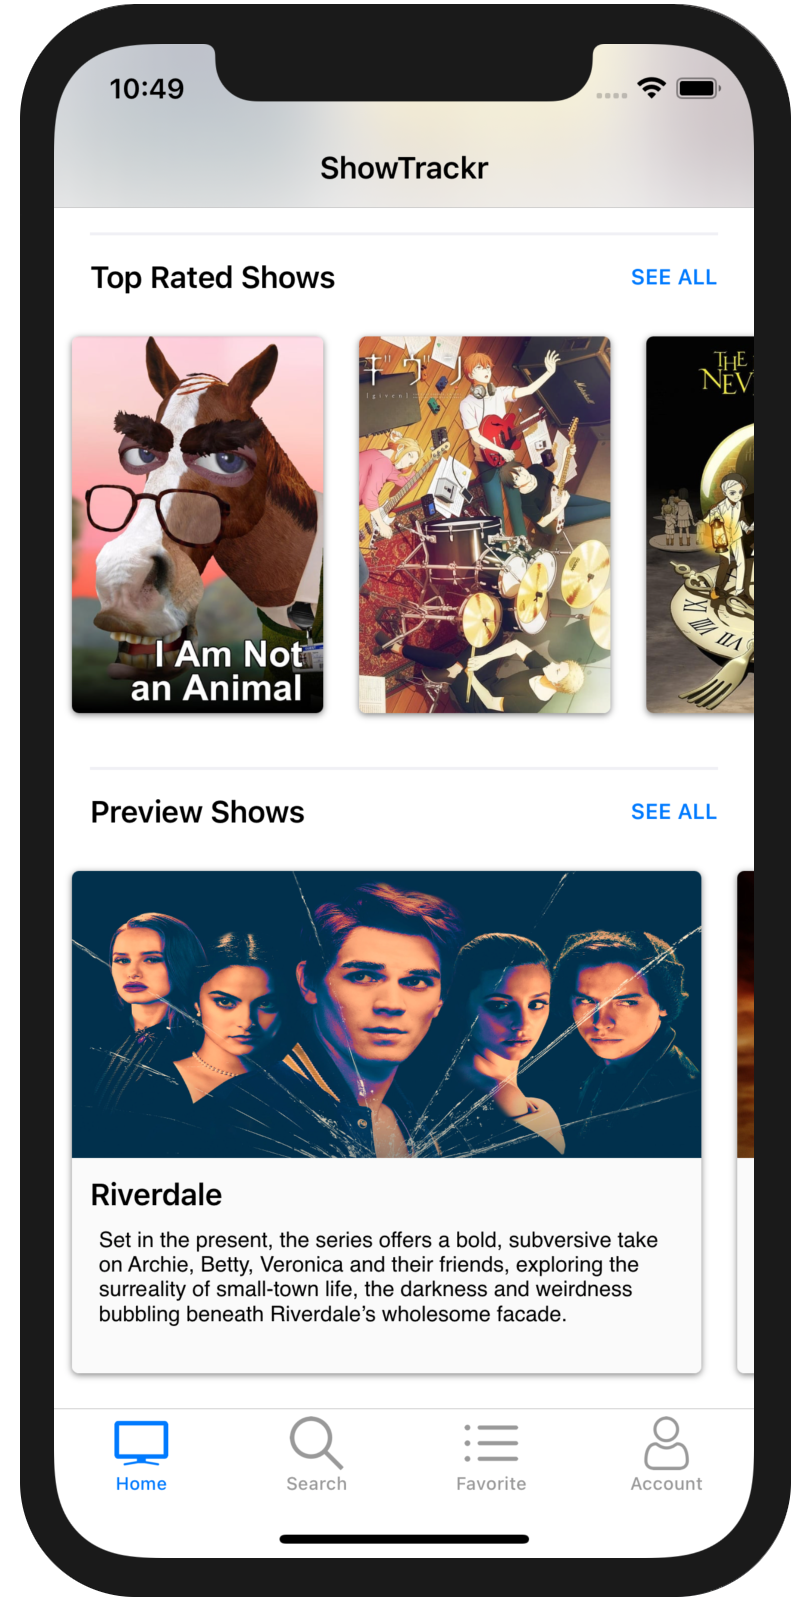 10:49
ShowTrackr
Top Rated Shows
SEE ALL
I Am Not
an Animal
ギヴン
[given]
THE
NEV
Preview Shows
SEE ALL
Riverdale
Set in the present, the series offers a bold, subversive take
on Archie, Betty, Veronica and their friends, exploring the
surreality of small-town life, the darkness and weirdness
bubbling beneath Riverdale’s wholesome facade.
Home
Search
Favorite
Account